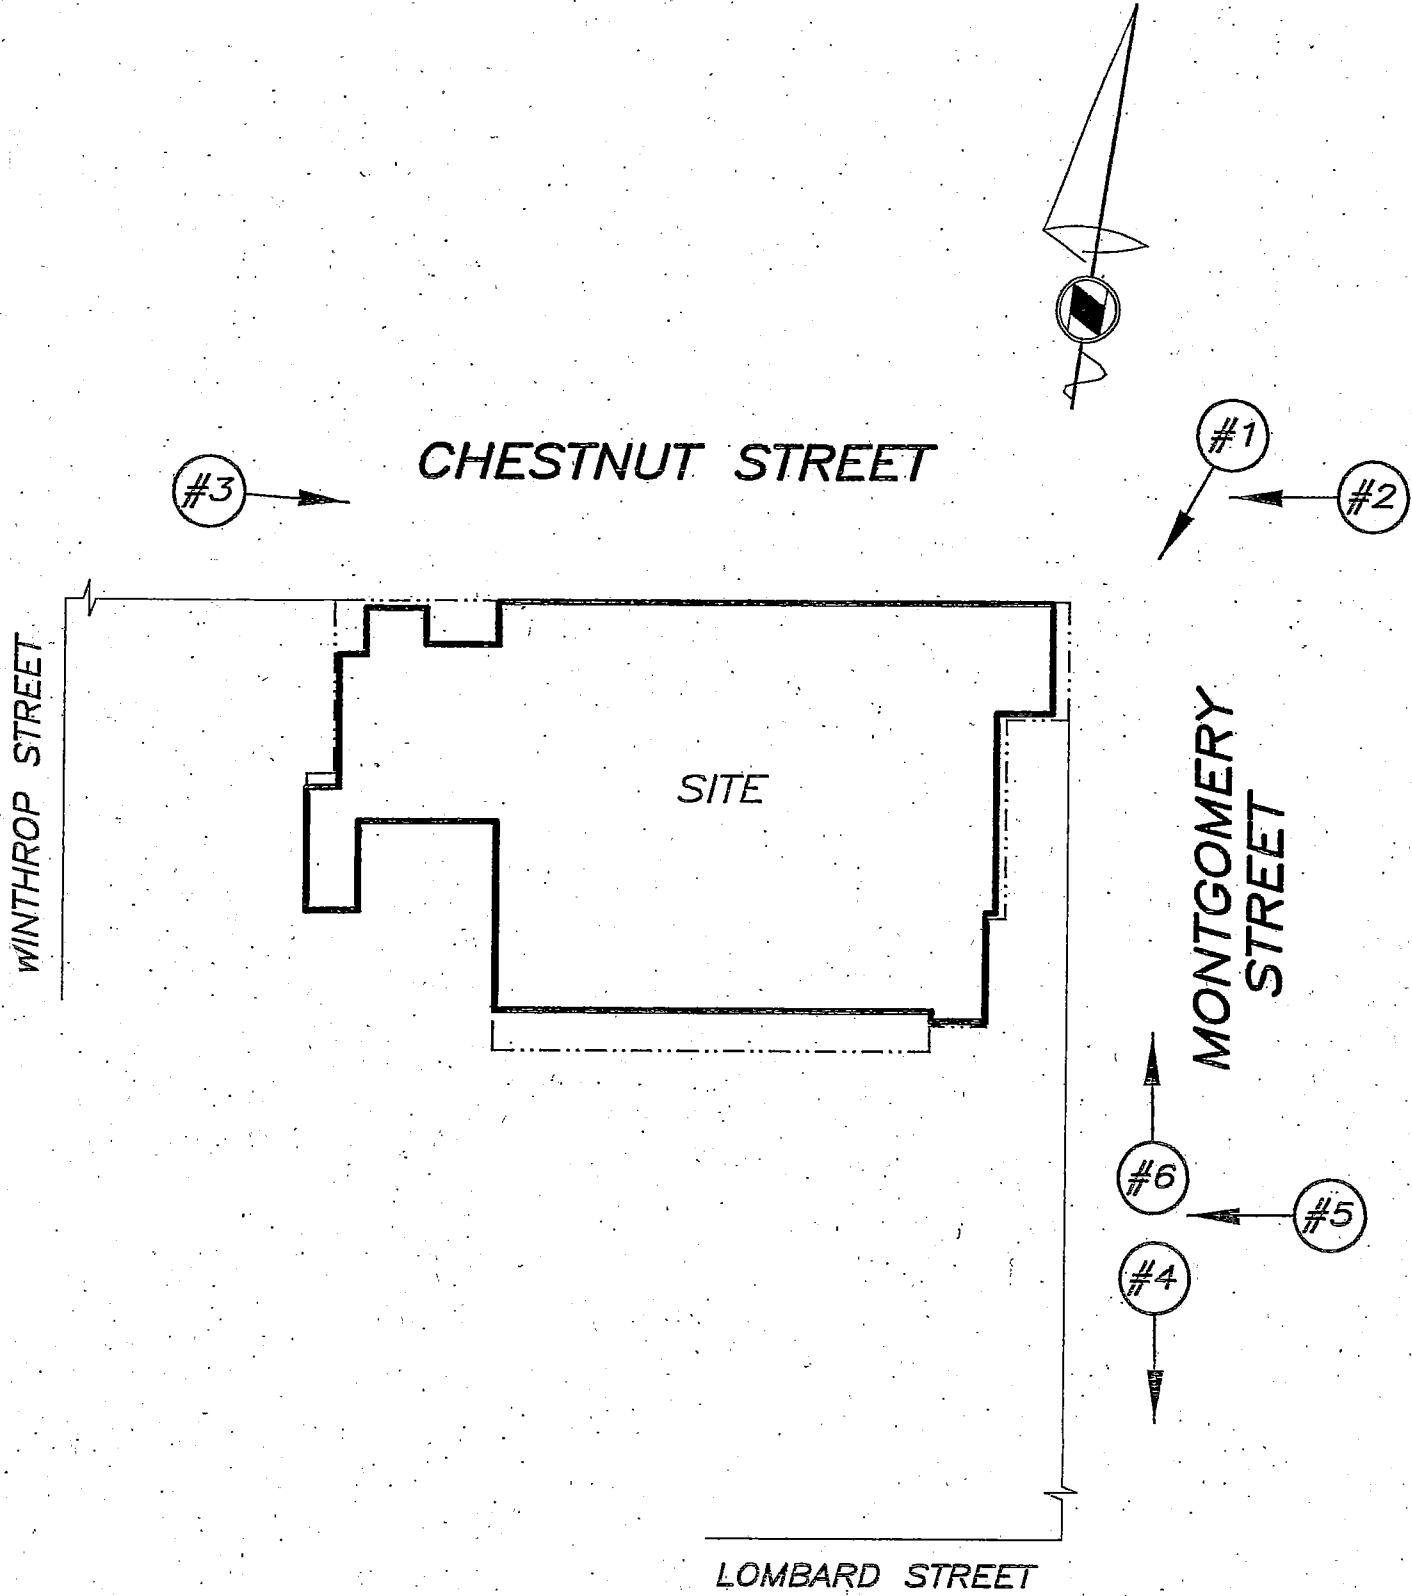 #1
CHESTNUT STREET
#3
#2
WINTHROP STREET
SITE
MONTGOMERY
STREET
#6
#5
#4
LOMBARD STREET